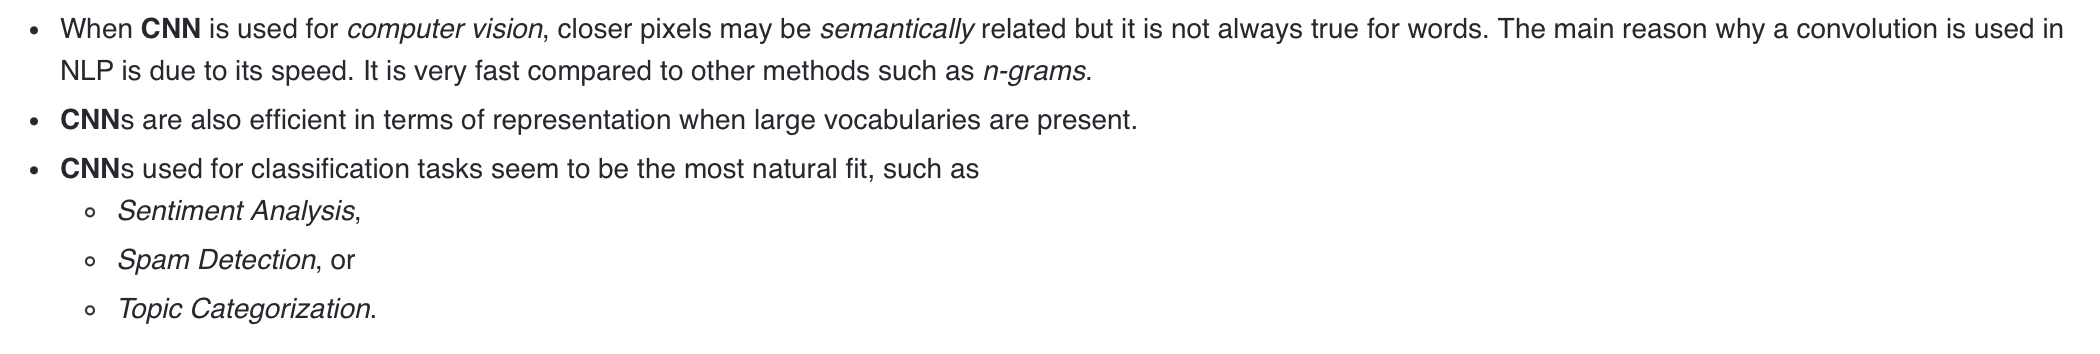 • When CNN is used for computer vision, closer pixels may be semantically related but it is not always true for words. The main reason why a convolution is used in
NLP is due to its speed. It is very fast compared to other methods such as n-grams.
• CNNs are also efficient in terms of representation when large vocabularies are present.
• CNNs used for classification tasks seem to be the most natural fit, such as
◦ Sentiment Analysis,
◦ Spam Detection, or
◦ Topic Categorization.